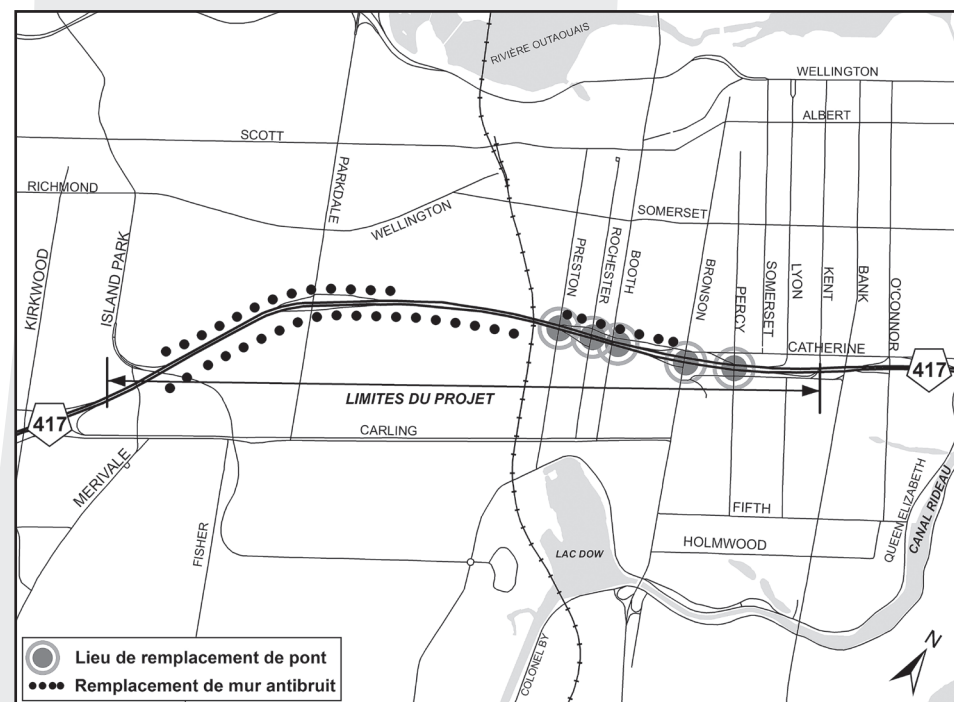 RIVIÈRE OUTAOUAIS
WELLINGTON
ALBERT
SCOTT
RICHMOND
PARKDALE
WELLINGTON
SOMERSET
KIRKWOOD
ISLAND PARK
PRESTON
ROCHESTER
BOOTH
BRONSON
PERCY
SOMERSET
LYON
KENT
BANK
O'CONNOR
CATHERINE
417
LIMITES DU PROJET
417
CARLING
MERIVALE
FISHER
FIFTH
HOLMWOOD
QUEEN ELIZABETH
CANAL RIDEAU
LAC DOW
COLONEL BY
N
Lieu de remplacement de pont
Remplacement de mur antibruit